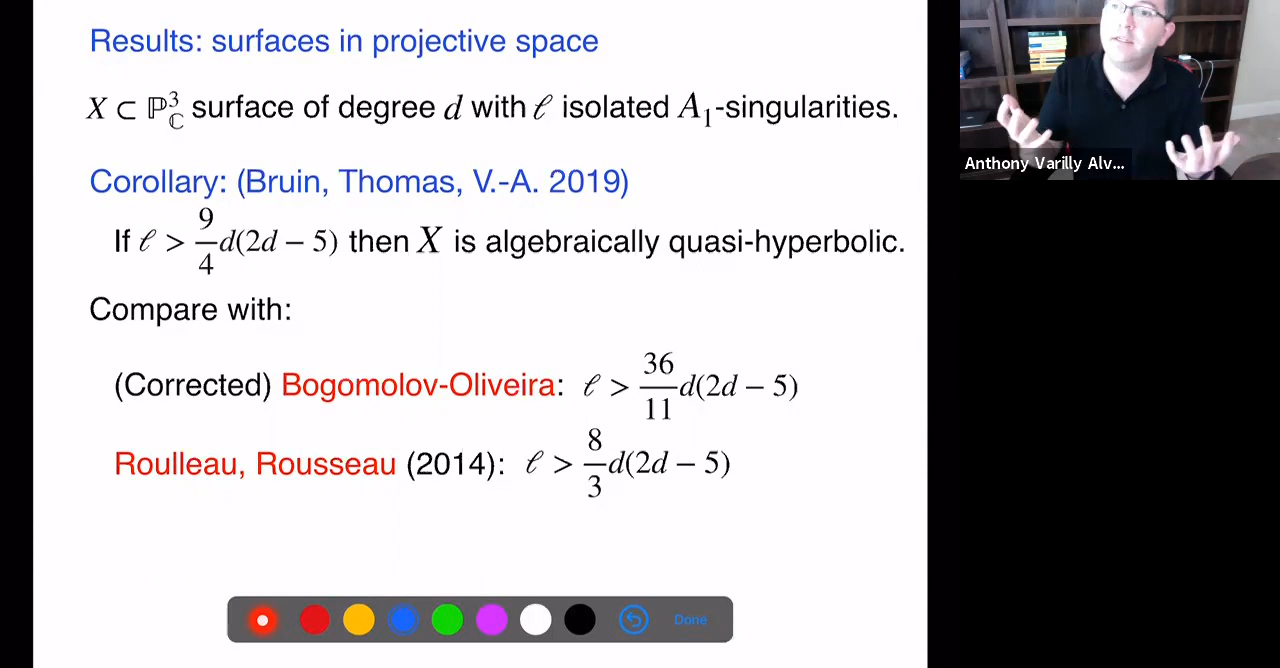 Results: surfaces in projective space
X ⊂ ℙ³_ℂ surface of degree d with ℓ isolated A₁-singularities.
Corollary: (Bruin, Thomas, V.-A. 2019)
If ℓ > 9/4 d(2d − 5) then X is algebraically quasi-hyperbolic.
Compare with:
(Corrected) Bogomolov-Oliveira: ℓ > 36/11 d(2d − 5)
Roulleau, Rousseau (2014): ℓ > 8/3 d(2d − 5)
Done
Anthony Varilly Alv...